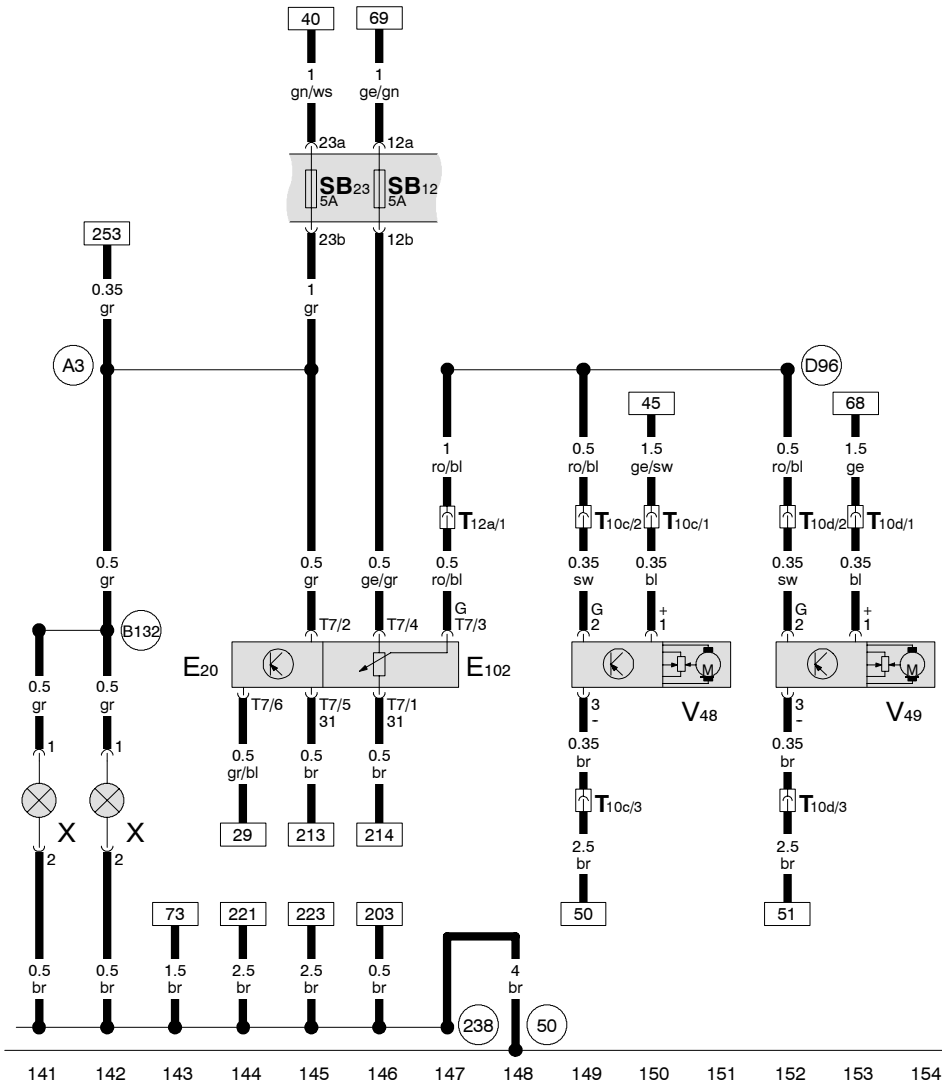 40 69
1 1
gn/ws ge/gn
23a 12a
SB23 SB12
5A 5A
253 23b 12b
0.35 1
gr gr
A3 D96
45 68
1 0.5 1.5 0.5 1.5
ro/bl ro/bl ge/sw ro/bl ge
T12a/1 T10c/2 T10c/1 T10d/2 T10d/1
0.5 0.5 0.5 0.5 0.35 0.35 0.35 0.35
gr gr ge/gr ro/bl sw bl sw bl
G G + G +
B132 T7/2 T7/4 T7/3 2 1 2 1
E20 E102 M M
0.5 0.5 T7/6 T7/5 T7/1 3 V48 3 V49
gr gr 31 31 - -
1 1 0.5 0.5 0.5 0.35 0.35
gr/bl br br br br
X X 29 213 214 T10c/3 T10d/3
2 2 2.5 2.5
br br
73 221 223 203 50 51
0.5 0.5 1.5 2.5 2.5 0.5 4
br br br br br br br
238 50
141 142 143 144 145 146 147 148 149 150 151 152 153 154